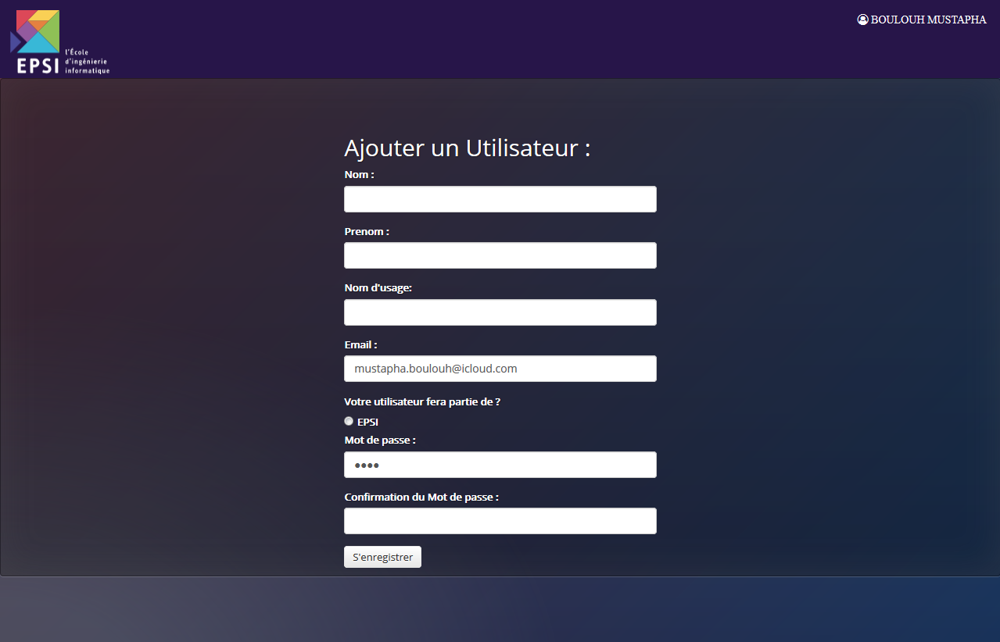 BOULOUH MUSTAPHA
EPSI
l'École
d'ingénierie
informatique
Ajouter un Utilisateur :
Nom :
Prenom :
Nom d'usage:
Email :
mustapha.boulouh@icloud.com
Votre utilisateur fera partie de ?
EPSI
Mot de passe :
••••
Confirmation du Mot de passe :
S'enregistrer